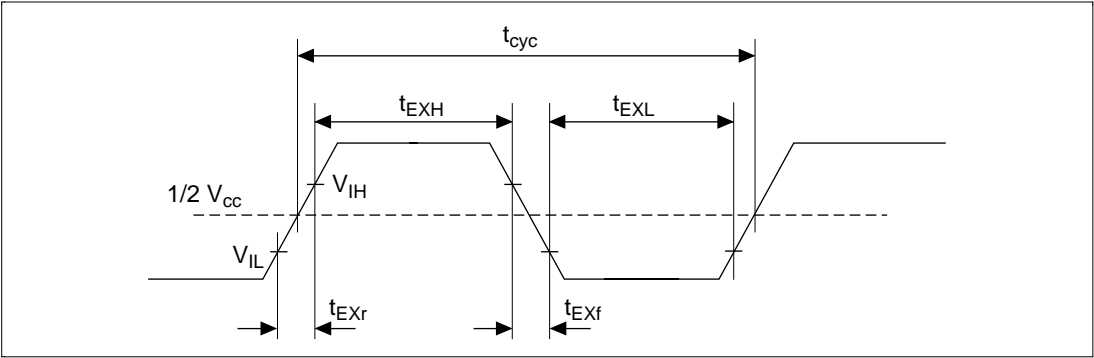 tcyc
tEXH
tEXL
VIH
1/2 Vcc
VIL
tEXr
tEXf